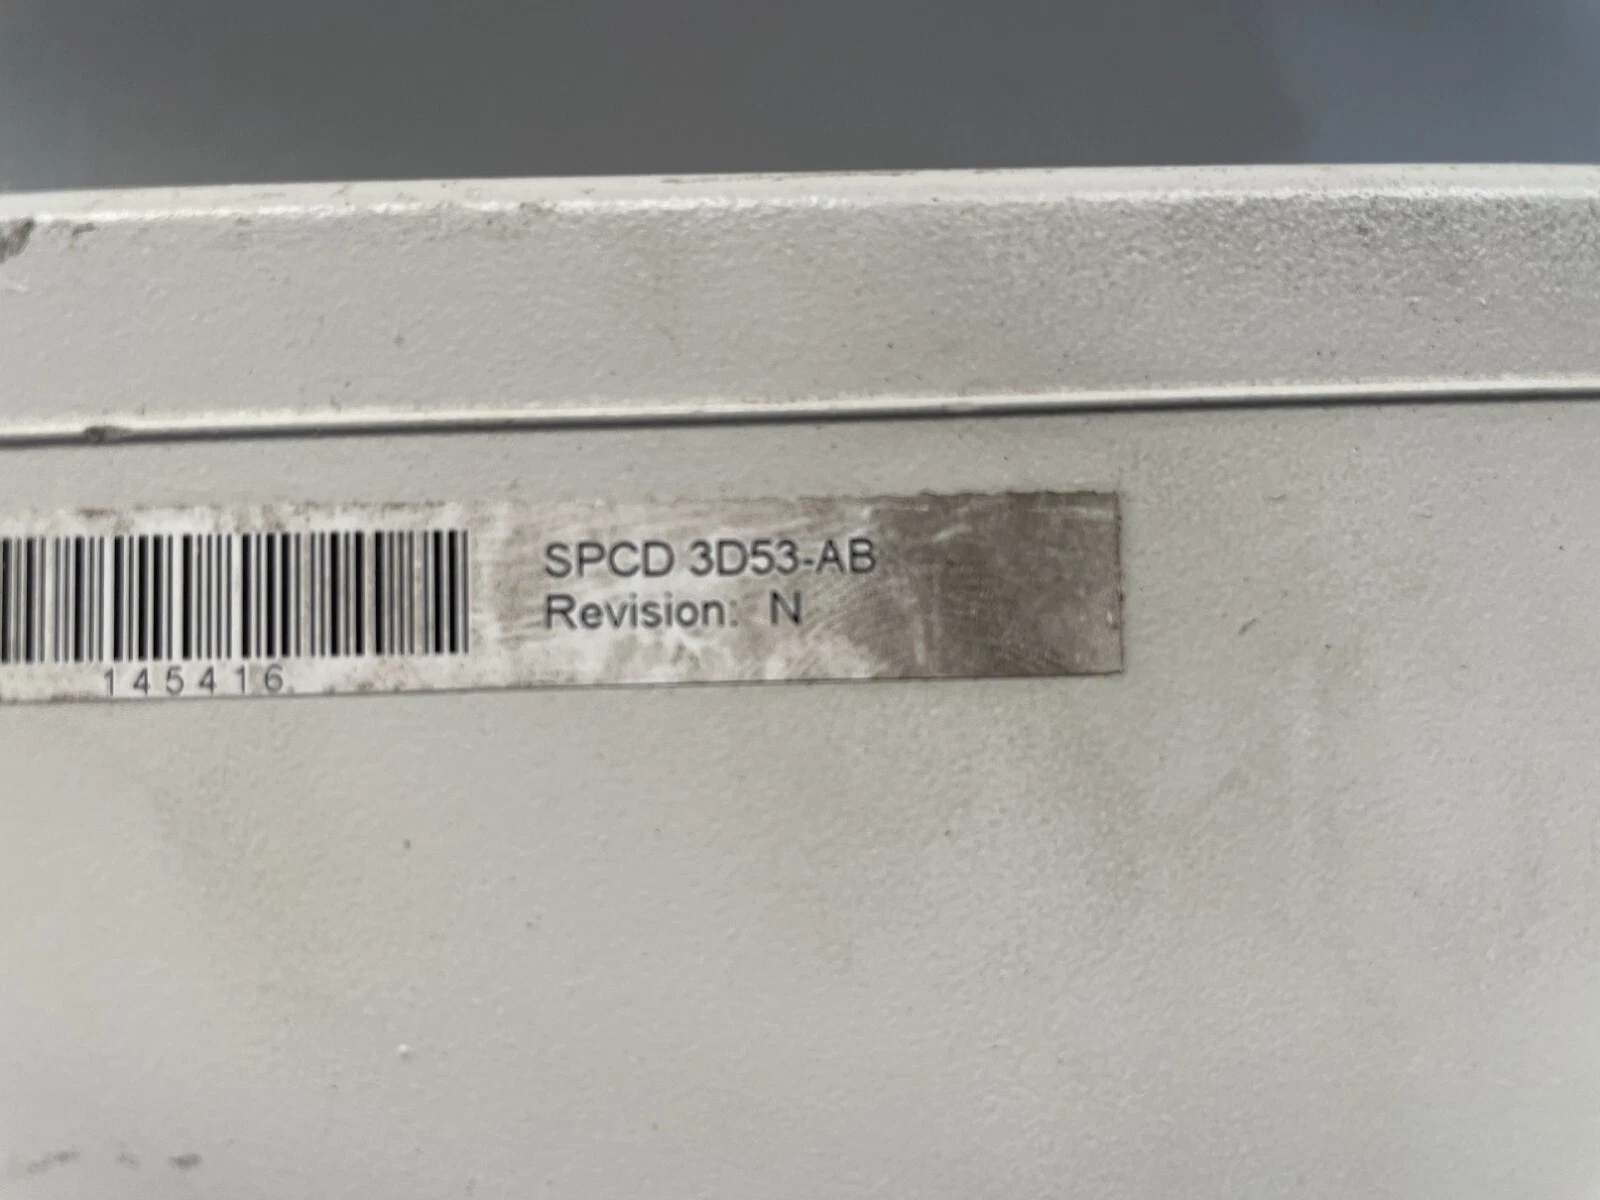 SPCD 3D53-AB
Revision: N
145416